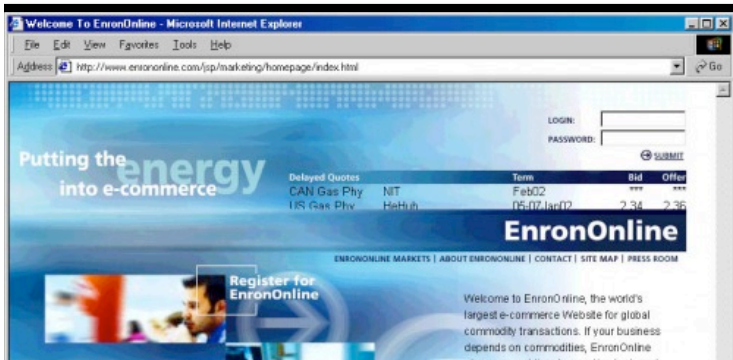 Welcome To EnronOnline - Microsoft Internet Explorer
File Edit View Favorites Tools Help
Address http://www.enrononline.com/jsp/marketing/homepage/index.html Go
LOGIN:
PASSWORD:
SUBMIT
Putting the energy
into e-commerce
Delayed Quotes Term Bid Offer
CAN Gas Phy NIT Feb02 *** ***
US Gas Phy HeHub 05-07Jan02 2.34 2.36
EnronOnline
ENRONONLINE MARKETS | ABOUT ENRONONLINE | CONTACT | SITE MAP | PRESS ROOM
Register for
EnronOnline
Welcome to EnronOnline, the world's
largest e-commerce Website for global
commodity transactions. If your business
depends on commodities, EnronOnline